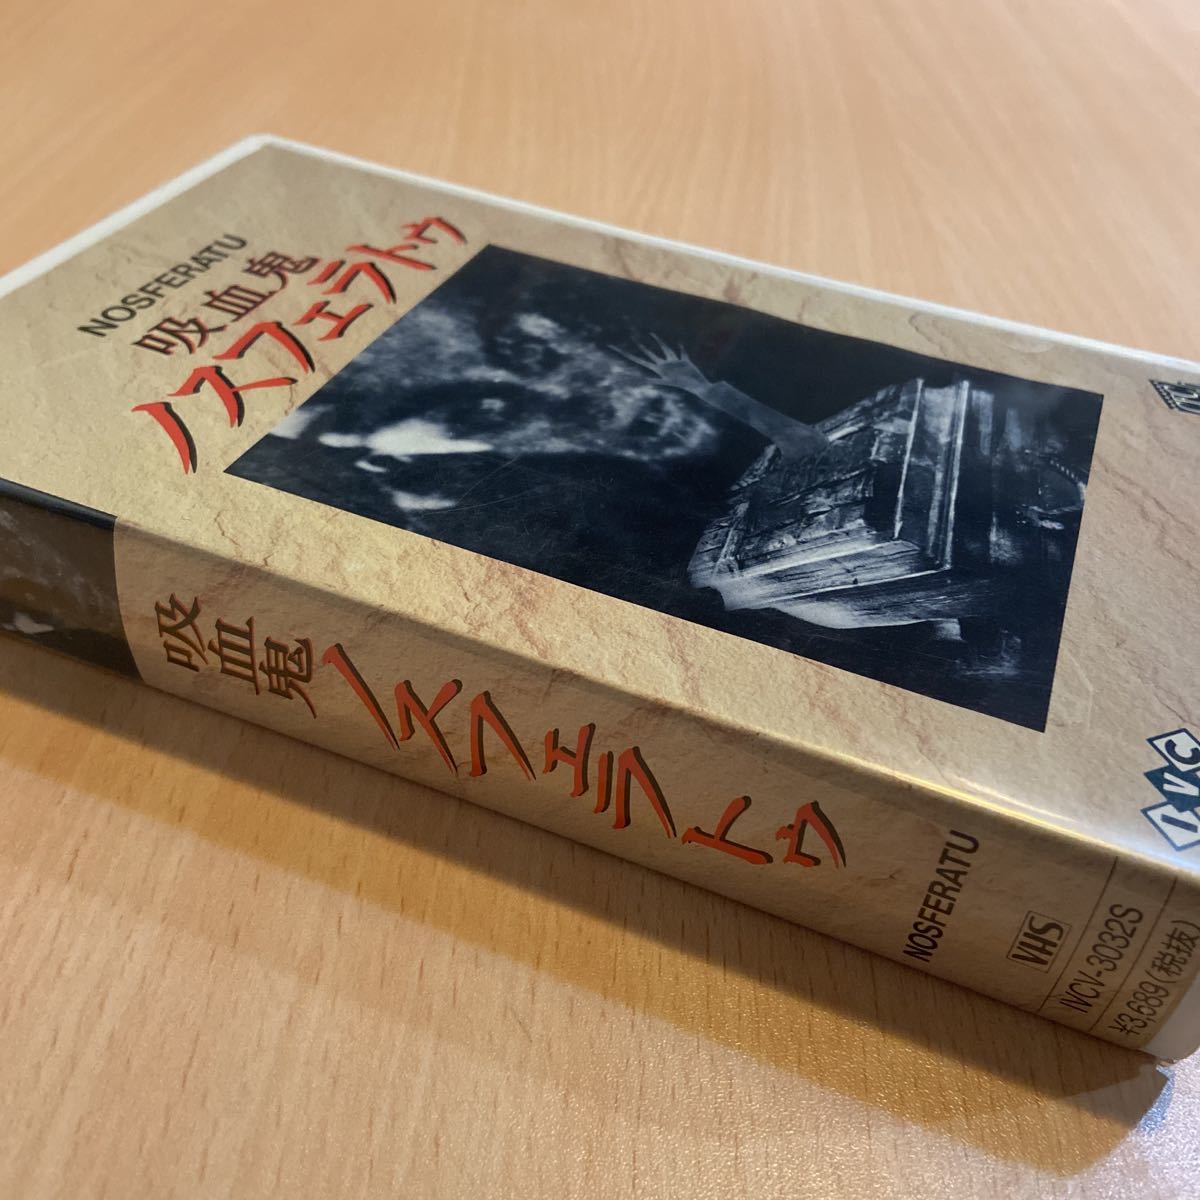 NOSFERATU
吸血鬼
ノスフェラトゥ
IVC
吸血鬼
ノスフェラトゥ
NOSFERATU
VHS
IVCV-3032S
¥3,689(税抜)